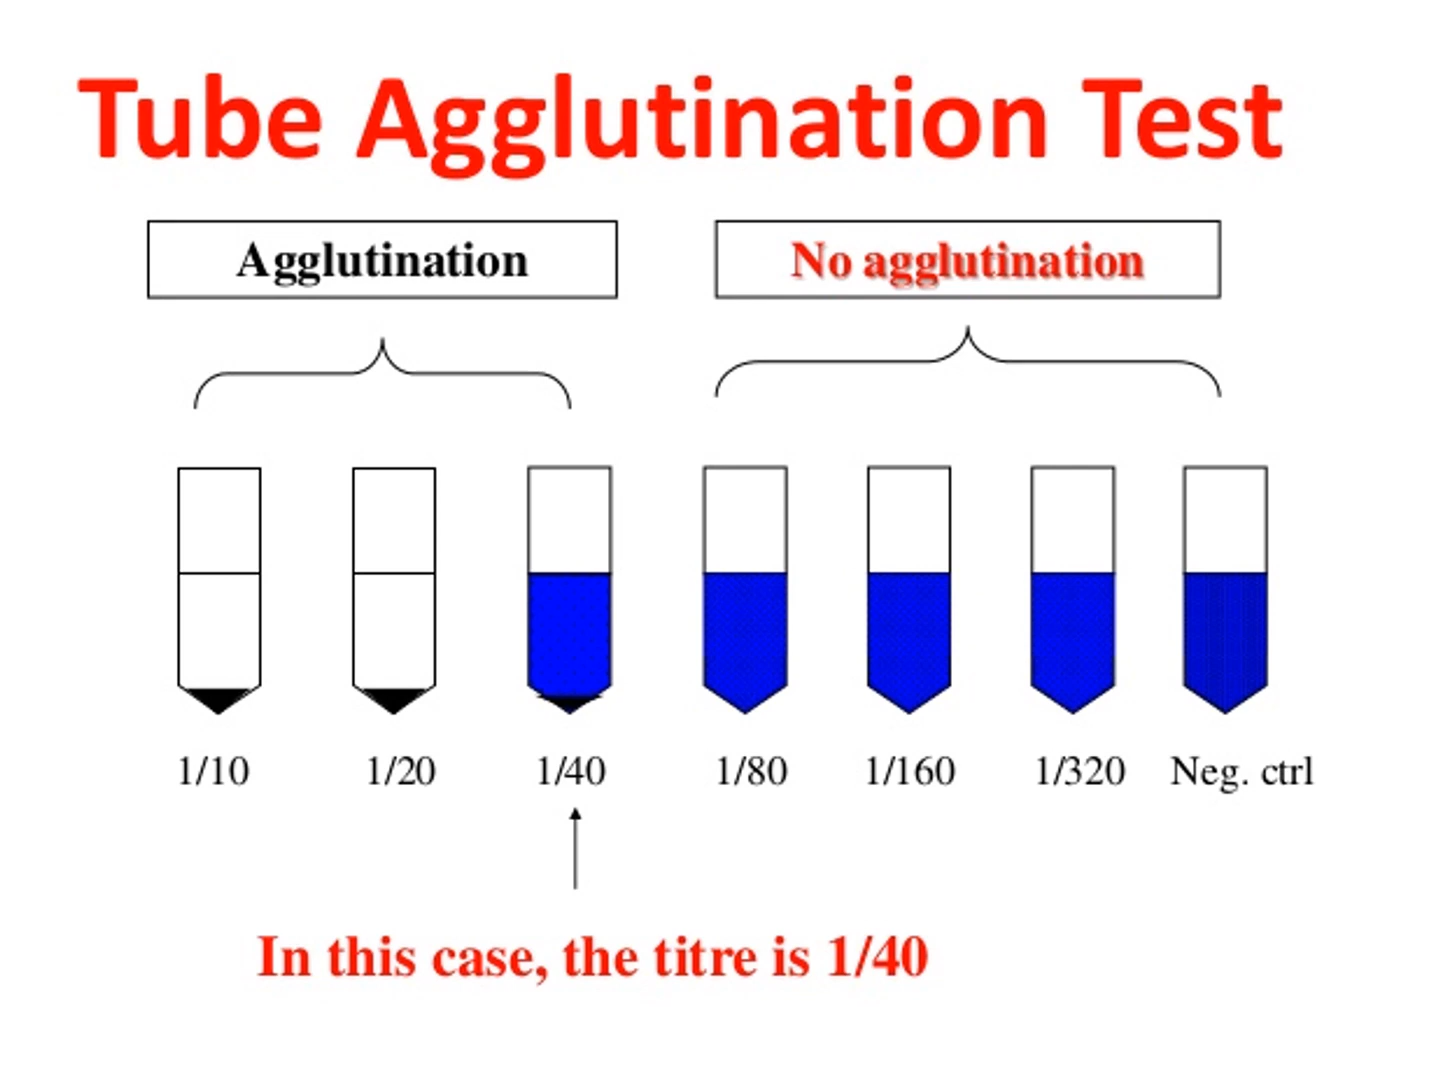 Tube Agglutination Test
Agglutination
No agglutination
1/10 1/20 1/40 1/80 1/160 1/320 Neg. ctrl
In this case, the titre is 1/40